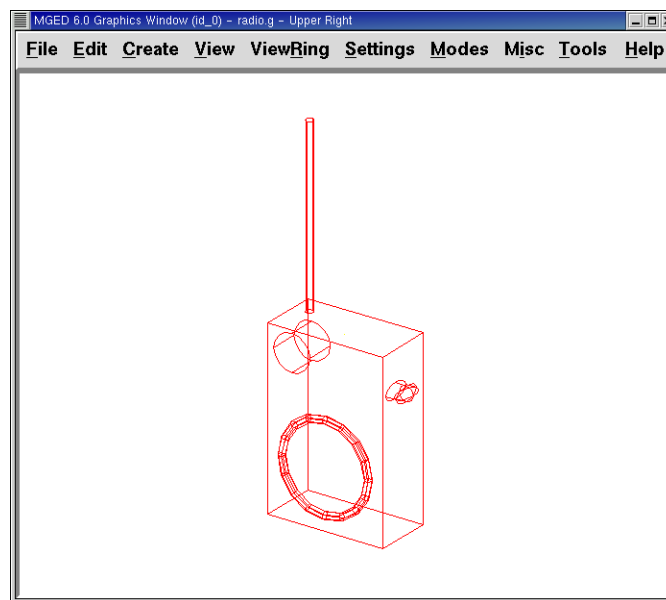 MGED 6.0 Graphics Window (id_0) - radio.g - Upper Right
File Edit Create View ViewRing Settings Modes Misc Tools Help